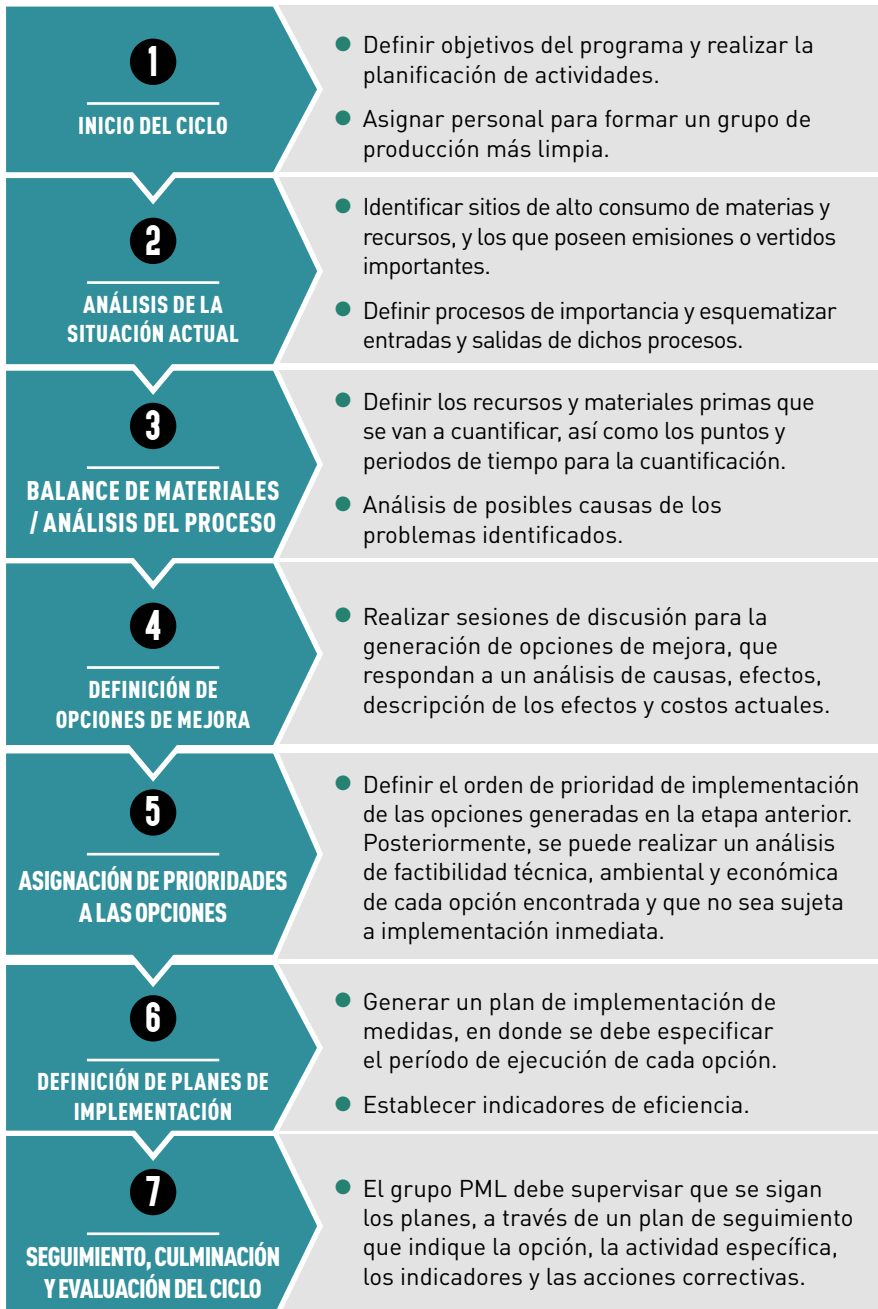 1
INICIO DEL CICLO
● Definir objetivos del programa y realizar la
planificación de actividades.
● Asignar personal para formar un grupo de
producción más limpia.
2
ANÁLISIS DE LA
SITUACIÓN ACTUAL
● Identificar sitios de alto consumo de materias y
recursos, y los que poseen emisiones o vertidos
importantes.
● Definir procesos de importancia y esquematizar
entradas y salidas de dichos procesos.
3
BALANCE DE MATERIALES
/ ANÁLISIS DEL PROCESO
● Definir los recursos y materiales primas que
se van a cuantificar, así como los puntos y
periodos de tiempo para la cuantificación.
● Análisis de posibles causas de los
problemas identificados.
4
DEFINICIÓN DE
OPCIONES DE MEJORA
● Realizar sesiones de discusión para la
generación de opciones de mejora, que
respondan a un análisis de causas, efectos,
descripción de los efectos y costos actuales.
5
ASIGNACIÓN DE PRIORIDADES
A LAS OPCIONES
● Definir el orden de prioridad de implementación
de las opciones generadas en la etapa anterior.
Posteriormente, se puede realizar un análisis
de factibilidad técnica, ambiental y económica
de cada opción encontrada y que no sea sujeta
a implementación inmediata.
6
DEFINICIÓN DE PLANES DE
IMPLEMENTACIÓN
● Generar un plan de implementación de
medidas, en donde se debe especificar
el período de ejecución de cada opción.
● Establecer indicadores de eficiencia.
7
SEGUIMIENTO, CULMINACIÓN
Y EVALUACIÓN DEL CICLO
● El grupo PML debe supervisar que se sigan
los planes, a través de un plan de seguimiento
que indique la opción, la actividad específica,
los indicadores y las acciones correctivas.